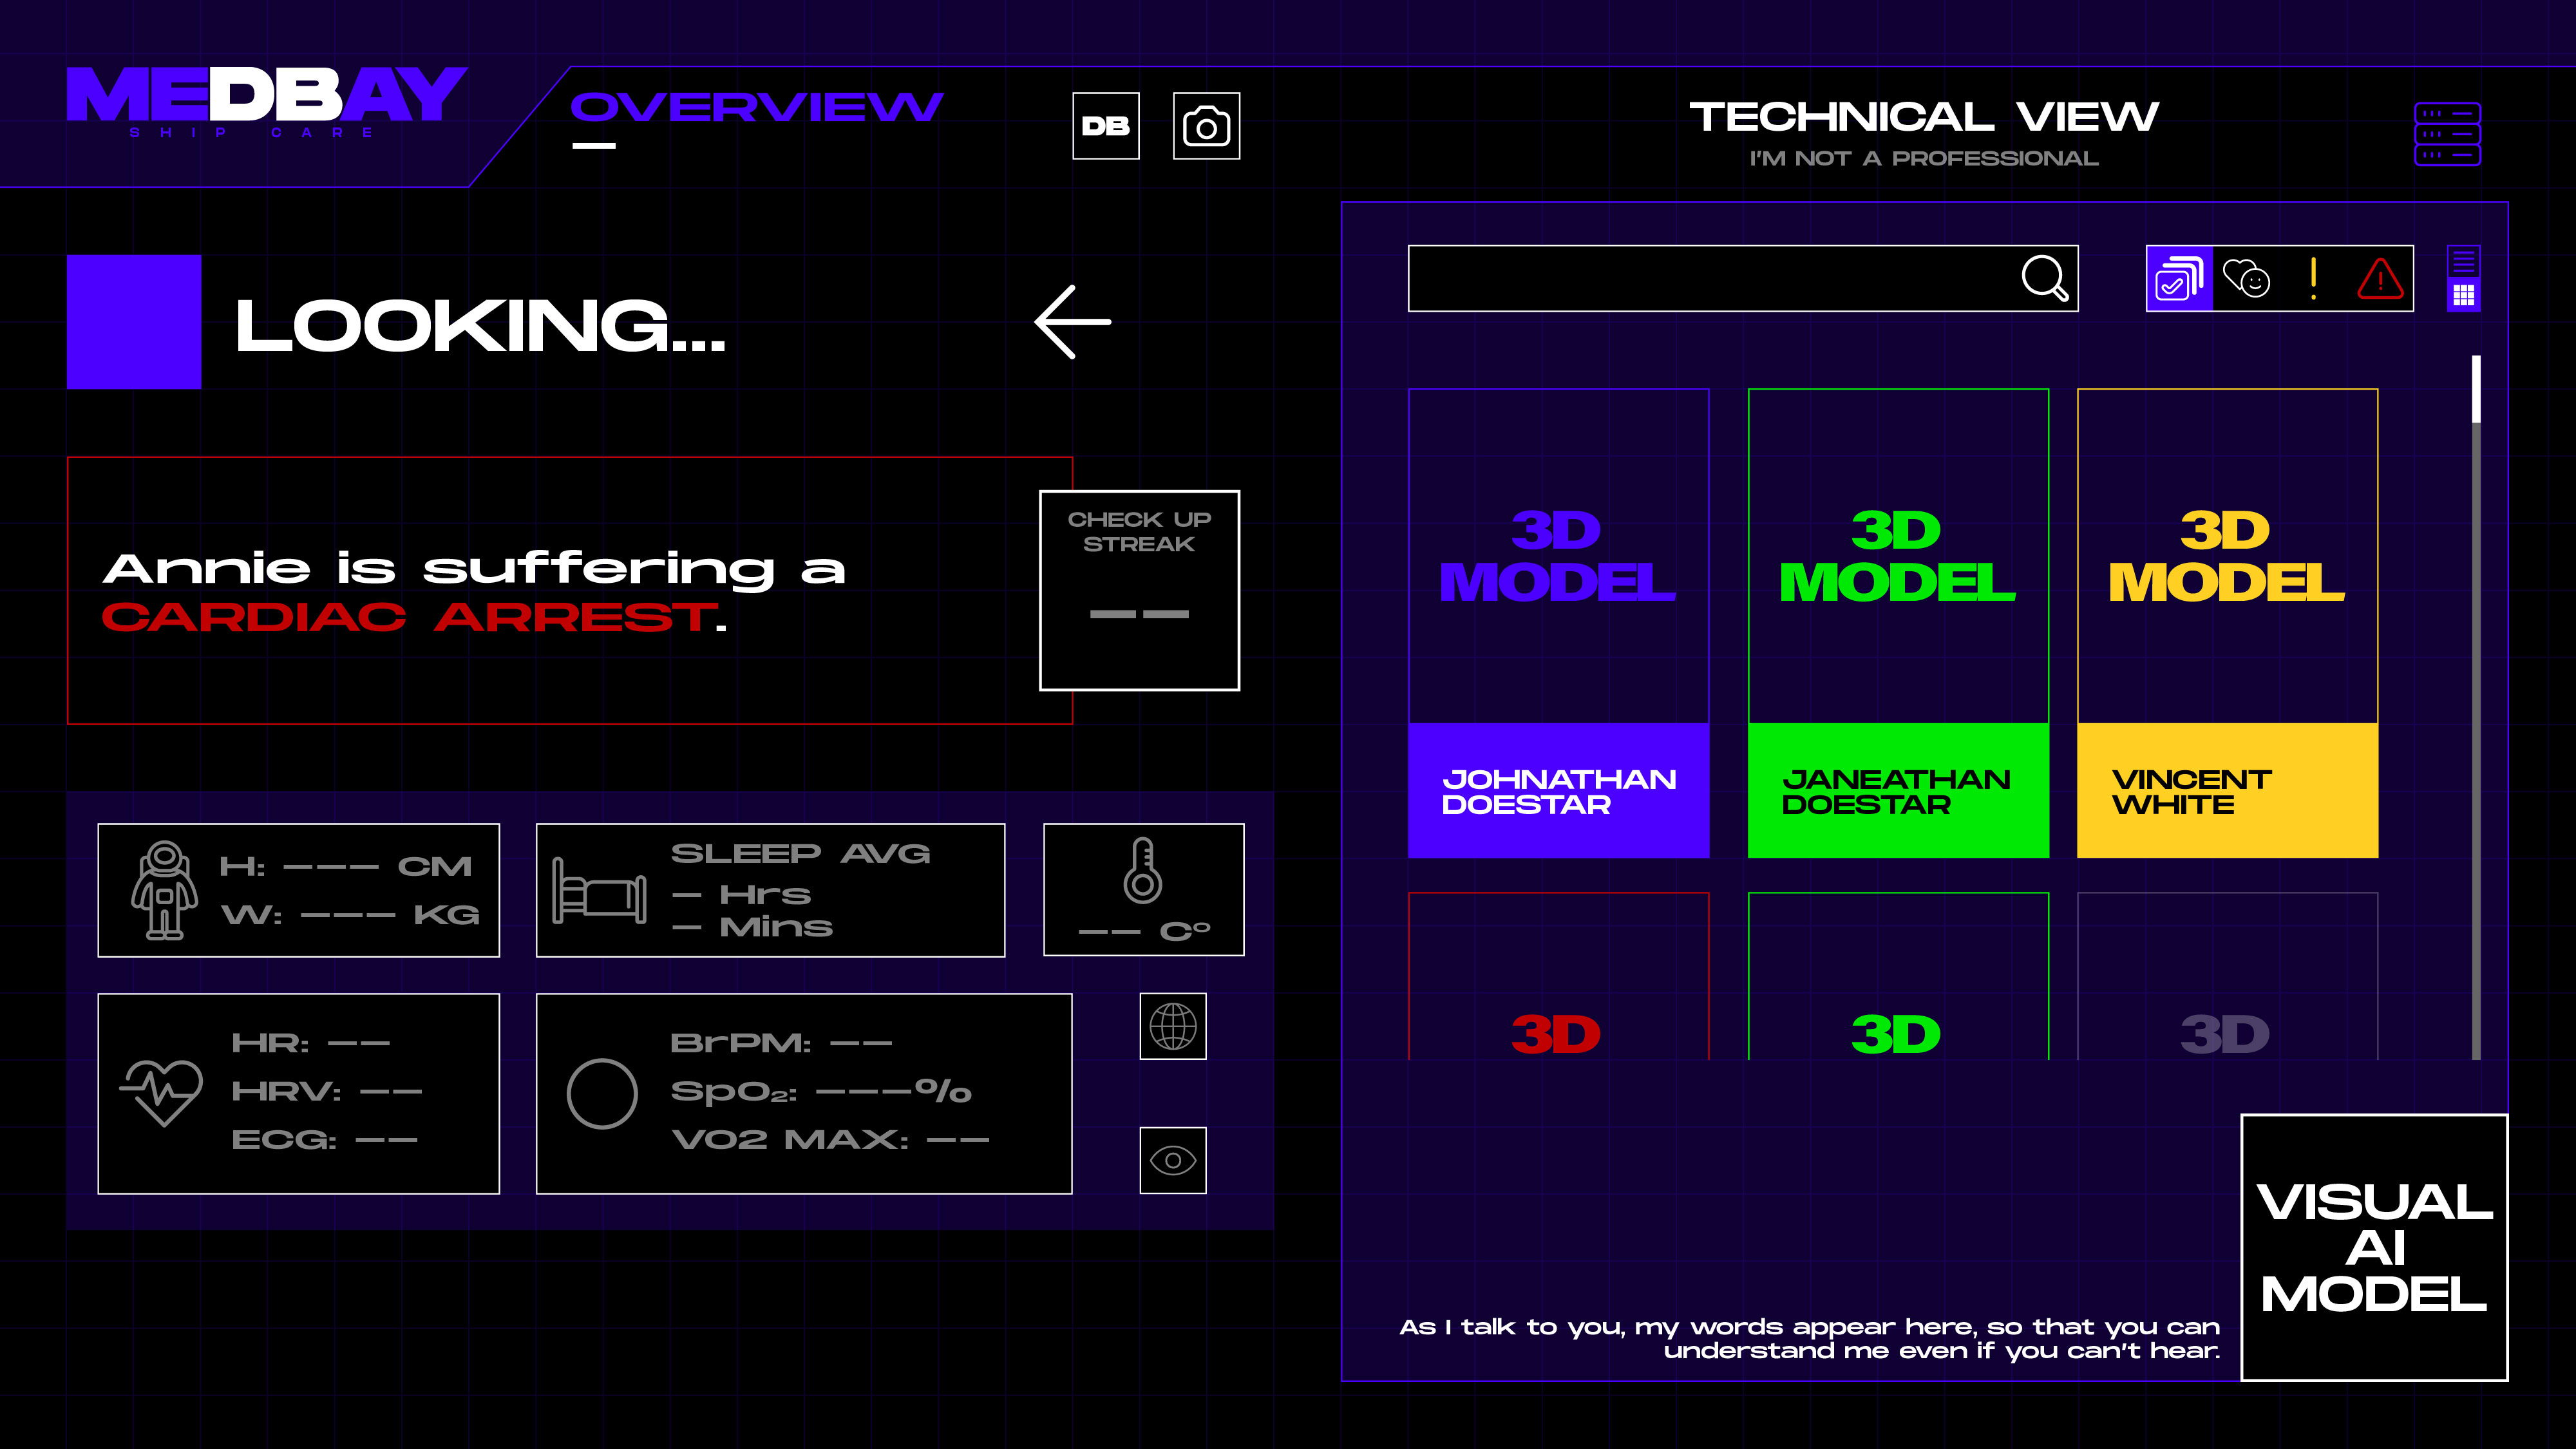 MEDBAY
SHIP CARE
OVERVIEW
DB
TECHNICAL VIEW
I'M NOT A PROFESSIONAL
LOOKING...
Annie is suffering a
CARDIAC ARREST.
CHECK UP
STREAK
——
H: ——— CM
W: ——— KG
SLEEP AVG
— Hrs
— Mins
—— C°
HR: ——
HRV: ——
ECG: ——
BrPM: ——
SpO₂: ———%
VO2 MAX: ——
3D
MODEL
JOHNATHAN
DOESTAR
3D
MODEL
JANEATHAN
DOESTAR
3D
MODEL
VINCENT
WHITE
3D
3D
3D
As I talk to you, my words appear here, so that you can
understand me even if you can't hear.
VISUAL
AI
MODEL